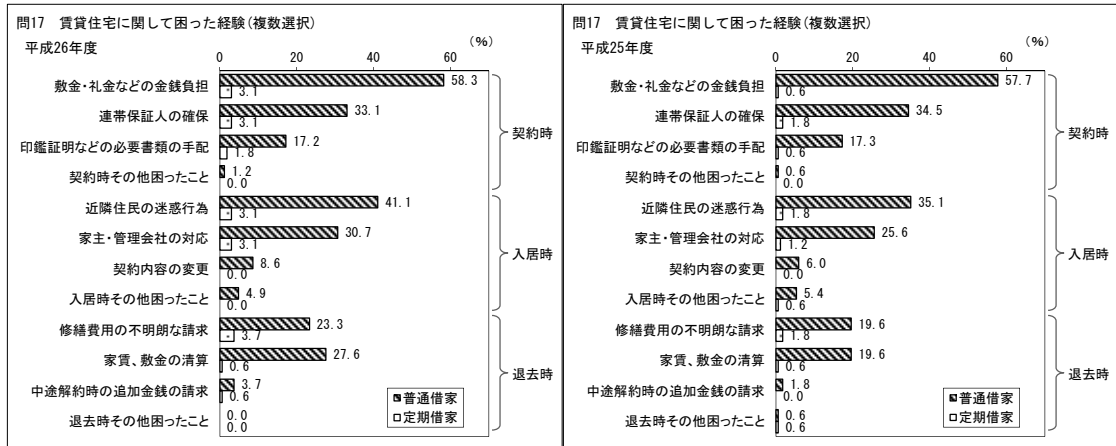 問17 賃貸住宅に関して困った経験(複数選択)
平成26年度
(%)
0 20 40 60
敷金・礼金などの金銭負担 58.3 3.1
連帯保証人の確保 33.1 3.1
印鑑証明などの必要書類の手配 17.2 1.8
契約時その他困ったこと 1.2 0.0
契約時
近隣住民の迷惑行為 41.1 3.1
家主・管理会社の対応 30.7 3.1
契約内容の変更 8.6 0.0
入居時その他困ったこと 4.9 0.0
入居時
修繕費用の不明朗な請求 23.3 3.7
家賃、敷金の清算 27.6 0.6
中途解約時の追加金銭の請求 3.7 0.6
退去時その他困ったこと 0.0 0.0
退去時
普通借家
定期借家
問17 賃貸住宅に関して困った経験(複数選択)
平成25年度
(%)
0 20 40 60
敷金・礼金などの金銭負担 57.7 0.6
連帯保証人の確保 34.5 1.8
印鑑証明などの必要書類の手配 17.3 0.6
契約時その他困ったこと 0.6 0.0
契約時
近隣住民の迷惑行為 35.1 1.8
家主・管理会社の対応 25.6 1.2
契約内容の変更 6.0 0.0
入居時その他困ったこと 5.4 0.6
入居時
修繕費用の不明朗な請求 19.6 1.8
家賃、敷金の清算 19.6 0.6
中途解約時の追加金銭の請求 1.8 0.0
退去時その他困ったこと 0.6 0.6
退去時
普通借家
定期借家